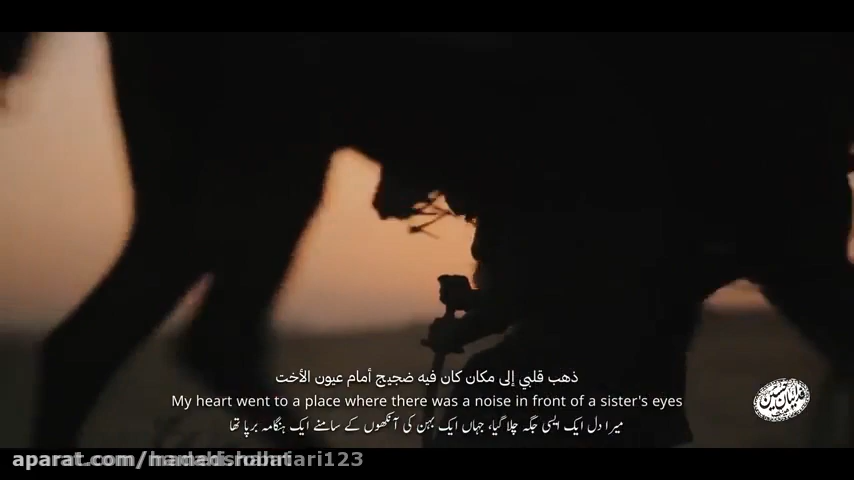 ذهب قلبي إلى مكان كان فيه ضجيج أمام عيون الأخت
My heart went to a place where there was a noise in front of a sister's eyes
میرا دل ایک ایسی جگہ چلا گیا، جہاں ایک بہن کی آنکھوں کے سامنے ایک ہنگامہ برپا تھا
aparat.com/